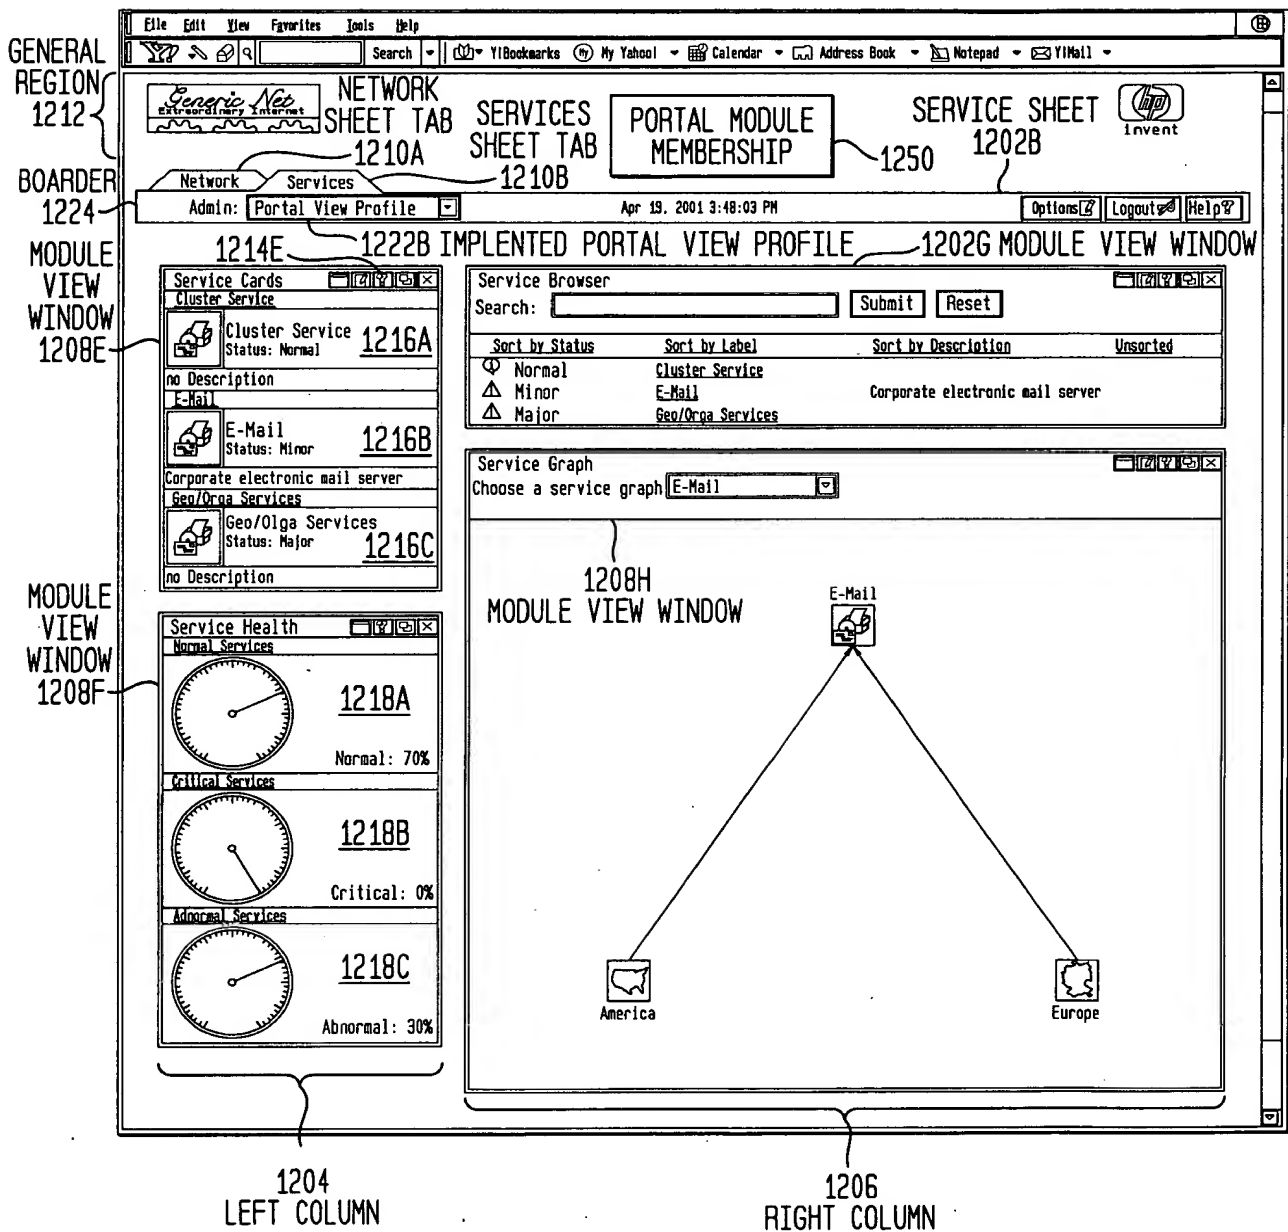 File Edit View Favorites Tools Help
Y? Search Y!Bookmarks My My Yahoo! Calendar Address Book Notepad Y!Mail
GENERAL REGION 1212
Generic Net
Extraordinary Internet
NETWORK SHEET TAB
1210A
SERVICES SHEET TAB
1210B
PORTAL MODULE MEMBERSHIP
1250
SERVICE SHEET
1202B
hp
invent
BOARDER
1224
Network Services
Admin: Portal View Profile Apr 19, 2001 3:48:03 PM Options Logout Help?
1222B IMPLENTED PORTAL VIEW PROFILE
1202G MODULE VIEW WINDOW
1214E
MODULE VIEW WINDOW 1208E
Service Cards
Cluster Service
Cluster Service
Status: Normal
1216A
no Description
E-Mail
E-Mail
Status: Minor
1216B
Corporate electronic mail server
Geo/Orga Services
Geo/Olga Services
Status: Major
1216C
no Description
Service Browser
Search: Submit Reset
Sort by Status Sort by Label Sort by Description Unsorted
Normal Cluster Service
Minor E-Mail Corporate electronic mail server
Major Geo/Orga Services
Service Graph
Choose a service graph E-Mail
1208H
MODULE VIEW WINDOW
E-Mail
America
Europe
MODULE VIEW WINDOW 1208F
Service Health
Normal Services
1218A
Normal: 70%
Critical Services
1218B
Critical: 0%
Adnormal Services
1218C
Abnormal: 30%
1204
LEFT COLUMN
1206
RIGHT COLUMN